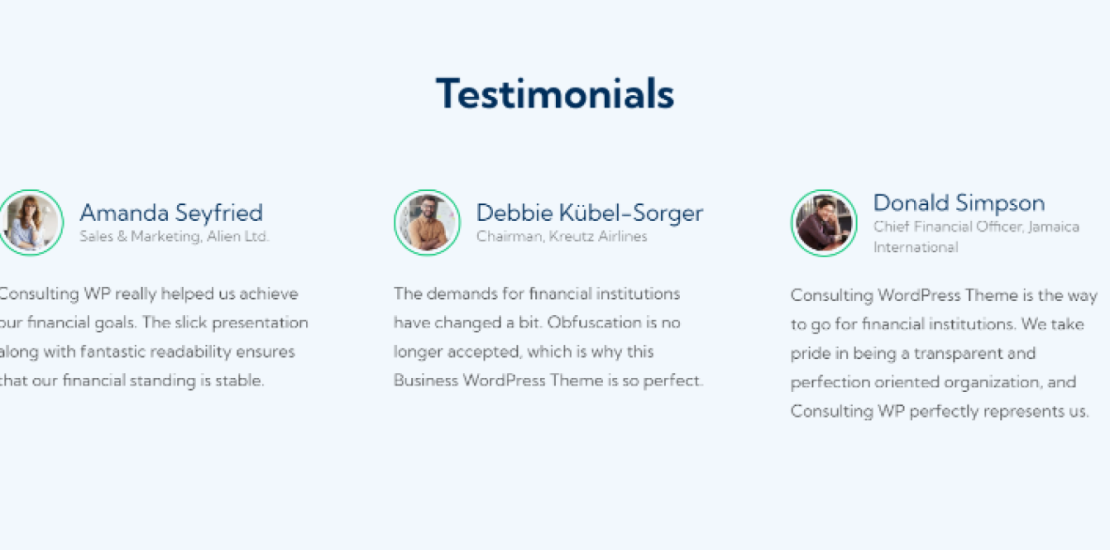 Testimonials
Amanda Seyfried
Sales & Marketing, Alien Ltd.
Consulting WP really helped us achieve
our financial goals. The slick presentation
along with fantastic readability ensures
that our financial standing is stable.
Debbie Kübel-Sorger
Chairman, Kreutz Airlines
The demands for financial institutions
have changed a bit. Obfuscation is no
longer accepted, which is why this
Business WordPress Theme is so perfect.
Donald Simpson
Chief Financial Officer, Jamaica
International
Consulting WordPress Theme is the way
to go for financial institutions. We take
pride in being a transparent and
perfection oriented organization, and
Consulting WP perfectly represents us.